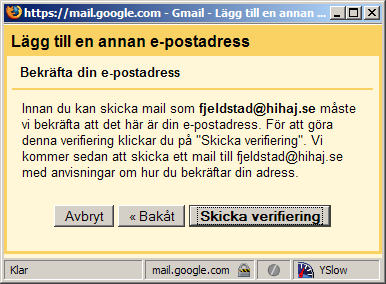 https://mail.google.com - Gmail - Lägg till en annan ...
Lägg till en annan e-postadress
Bekräfta din e-postadress
Innan du kan skicka mail som fjeldstad@hihaj.se måste
vi bekräfta att det här är din e-postadress. För att göra
denna verifiering klickar du på "Skicka verifiering". Vi
kommer sedan att skicka ett mail till fjeldstad@hihaj.se
med anvisningar om hur du bekräftar din adress.
Avbryt « Bakåt Skicka verifiering
Klar mail.google.com YSlow